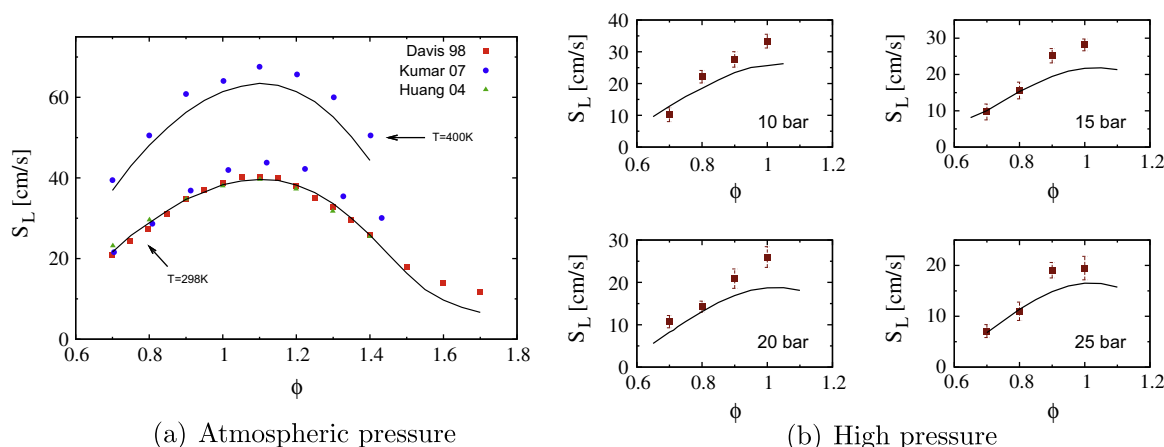 Davis 98
Kumar 07
Huang 04
S_L [cm/s]
60
40
20
0
T=400K
T=298K
0.6 0.8 1 1.2 1.4 1.6 1.8
ϕ
(a) Atmospheric pressure
S_L [cm/s]
40
30
20
10
0
10 bar
0.6 0.8 1 1.2
ϕ
S_L [cm/s]
30
20
10
0
15 bar
0.6 0.8 1 1.2
ϕ
S_L [cm/s]
30
20
10
0
20 bar
0.6 0.8 1 1.2
ϕ
S_L [cm/s]
20
10
0
25 bar
0.6 0.8 1 1.2
ϕ
(b) High pressure